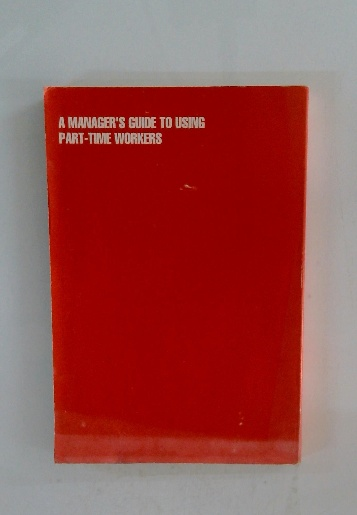 A MANAGER'S GUIDE TO USING
PART-TIME WORKERS